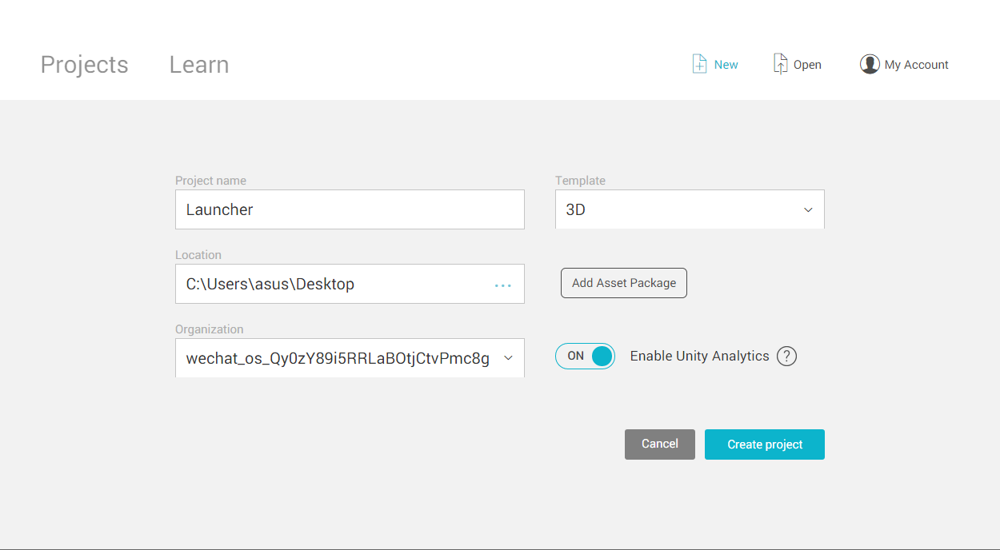 Projects Learn New Open My Account
Project name Template
Launcher 3D
Location
C:\Users\asus\Desktop ... Add Asset Package
Organization
wechat_os_Qy0zY89i5RRLaBOtjCtvPmc8g ON Enable Unity Analytics ?
Cancel Create project